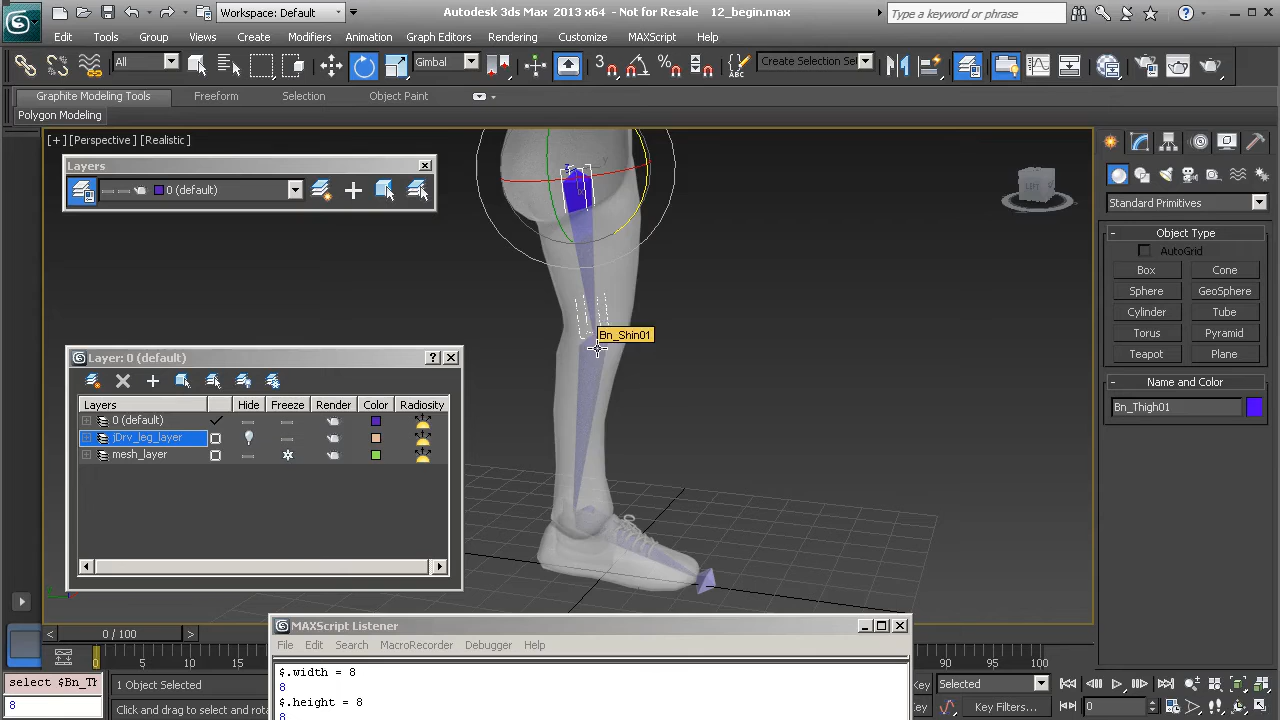 Workspace: Default
Autodesk 3ds Max 2013 x64 - Not for Resale 12_begin.max
Type a keyword or phrase
Edit Tools Group Views Create Modifiers Animation Graph Editors Rendering Customize MAXScript Help
All
Gimbal
Create Selection Se
Graphite Modeling Tools Freeform Selection Object Paint
Polygon Modeling
[+] [Perspective] [Realistic]
Layers
0 (default)
LEFT
Standard Primitives
Object Type
AutoGrid
Box Cone
Sphere GeoSphere
Cylinder Tube
Torus Pyramid
Teapot Plane
Name and Color
Bn_Thigh01
Bn_Shin01
Layer: 0 (default)
Layers Hide Freeze Render Color Radiosity
0 (default)
jDrv_leg_layer
mesh_layer
0 / 100
0 5 10 15 90 95 100
MAXScript Listener
File Edit Search MacroRecorder Debugger Help
$.width = 8
8
$.height = 8
8
select $Bn_Th
8
1 Object Selected
Click and drag to select and rota
Key Selected
Key Filters...
0